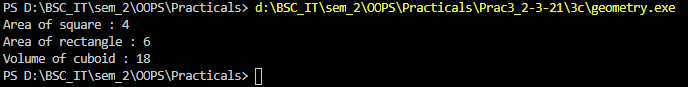 PS D:\BSC_IT\sem_2\OOPS\Practicals> d:\BSC_IT\sem_2\OOPS\Practicals\Prac3_2-3-21\3c\geometry.exe
Area of square : 4
Area of rectangle : 6
Volume of cuboid : 18
PS D:\BSC_IT\sem_2\OOPS\Practicals>